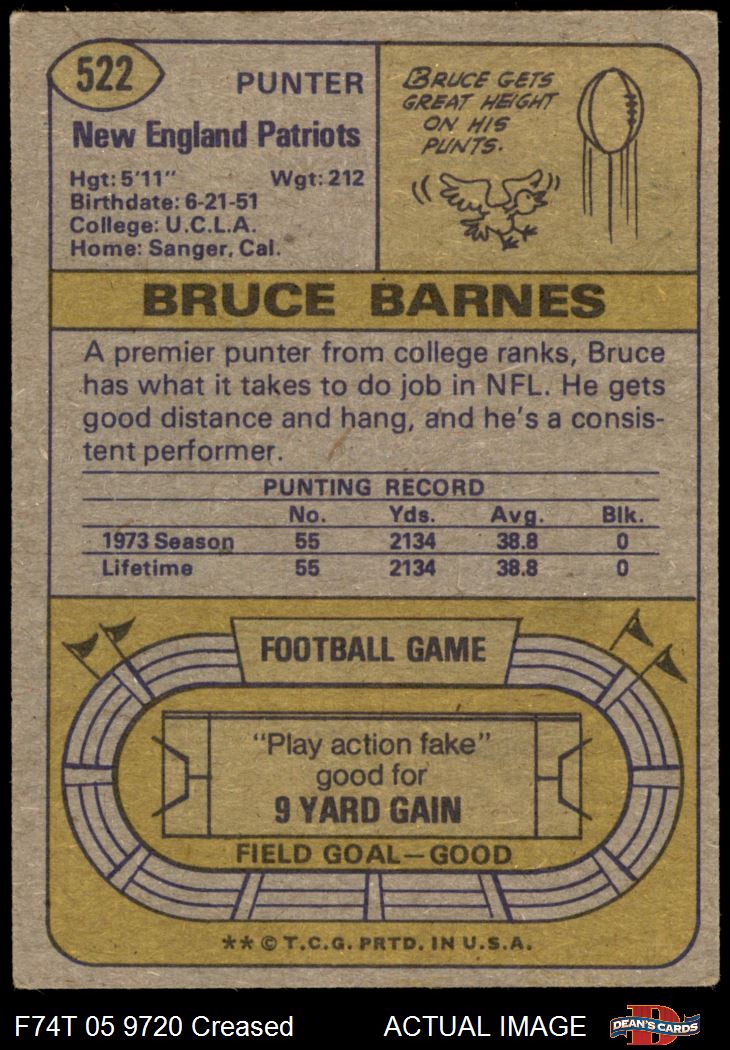 522
PUNTER
New England Patriots
Hgt: 5'11" Wgt: 212
Birthdate: 6-21-51
College: U.C.L.A.
Home: Sanger, Cal.
BRUCE GETS
GREAT HEIGHT
ON HIS
PUNTS.
BRUCE BARNES
A premier punter from college ranks, Bruce
has what it takes to do job in NFL. He gets
good distance and hang, and he's a consis-
tent performer.
PUNTING RECORD
No. Yds. Avg. Blk.
1973 Season 55 2134 38.8 0
Lifetime 55 2134 38.8 0
FOOTBALL GAME
"Play action fake"
good for
9 YARD GAIN
FIELD GOAL—GOOD
** © T.C.G. PRTD. IN U.S.A.
F74T 05 9720 Creased ACTUAL IMAGE
D
DEAN'S CARDS